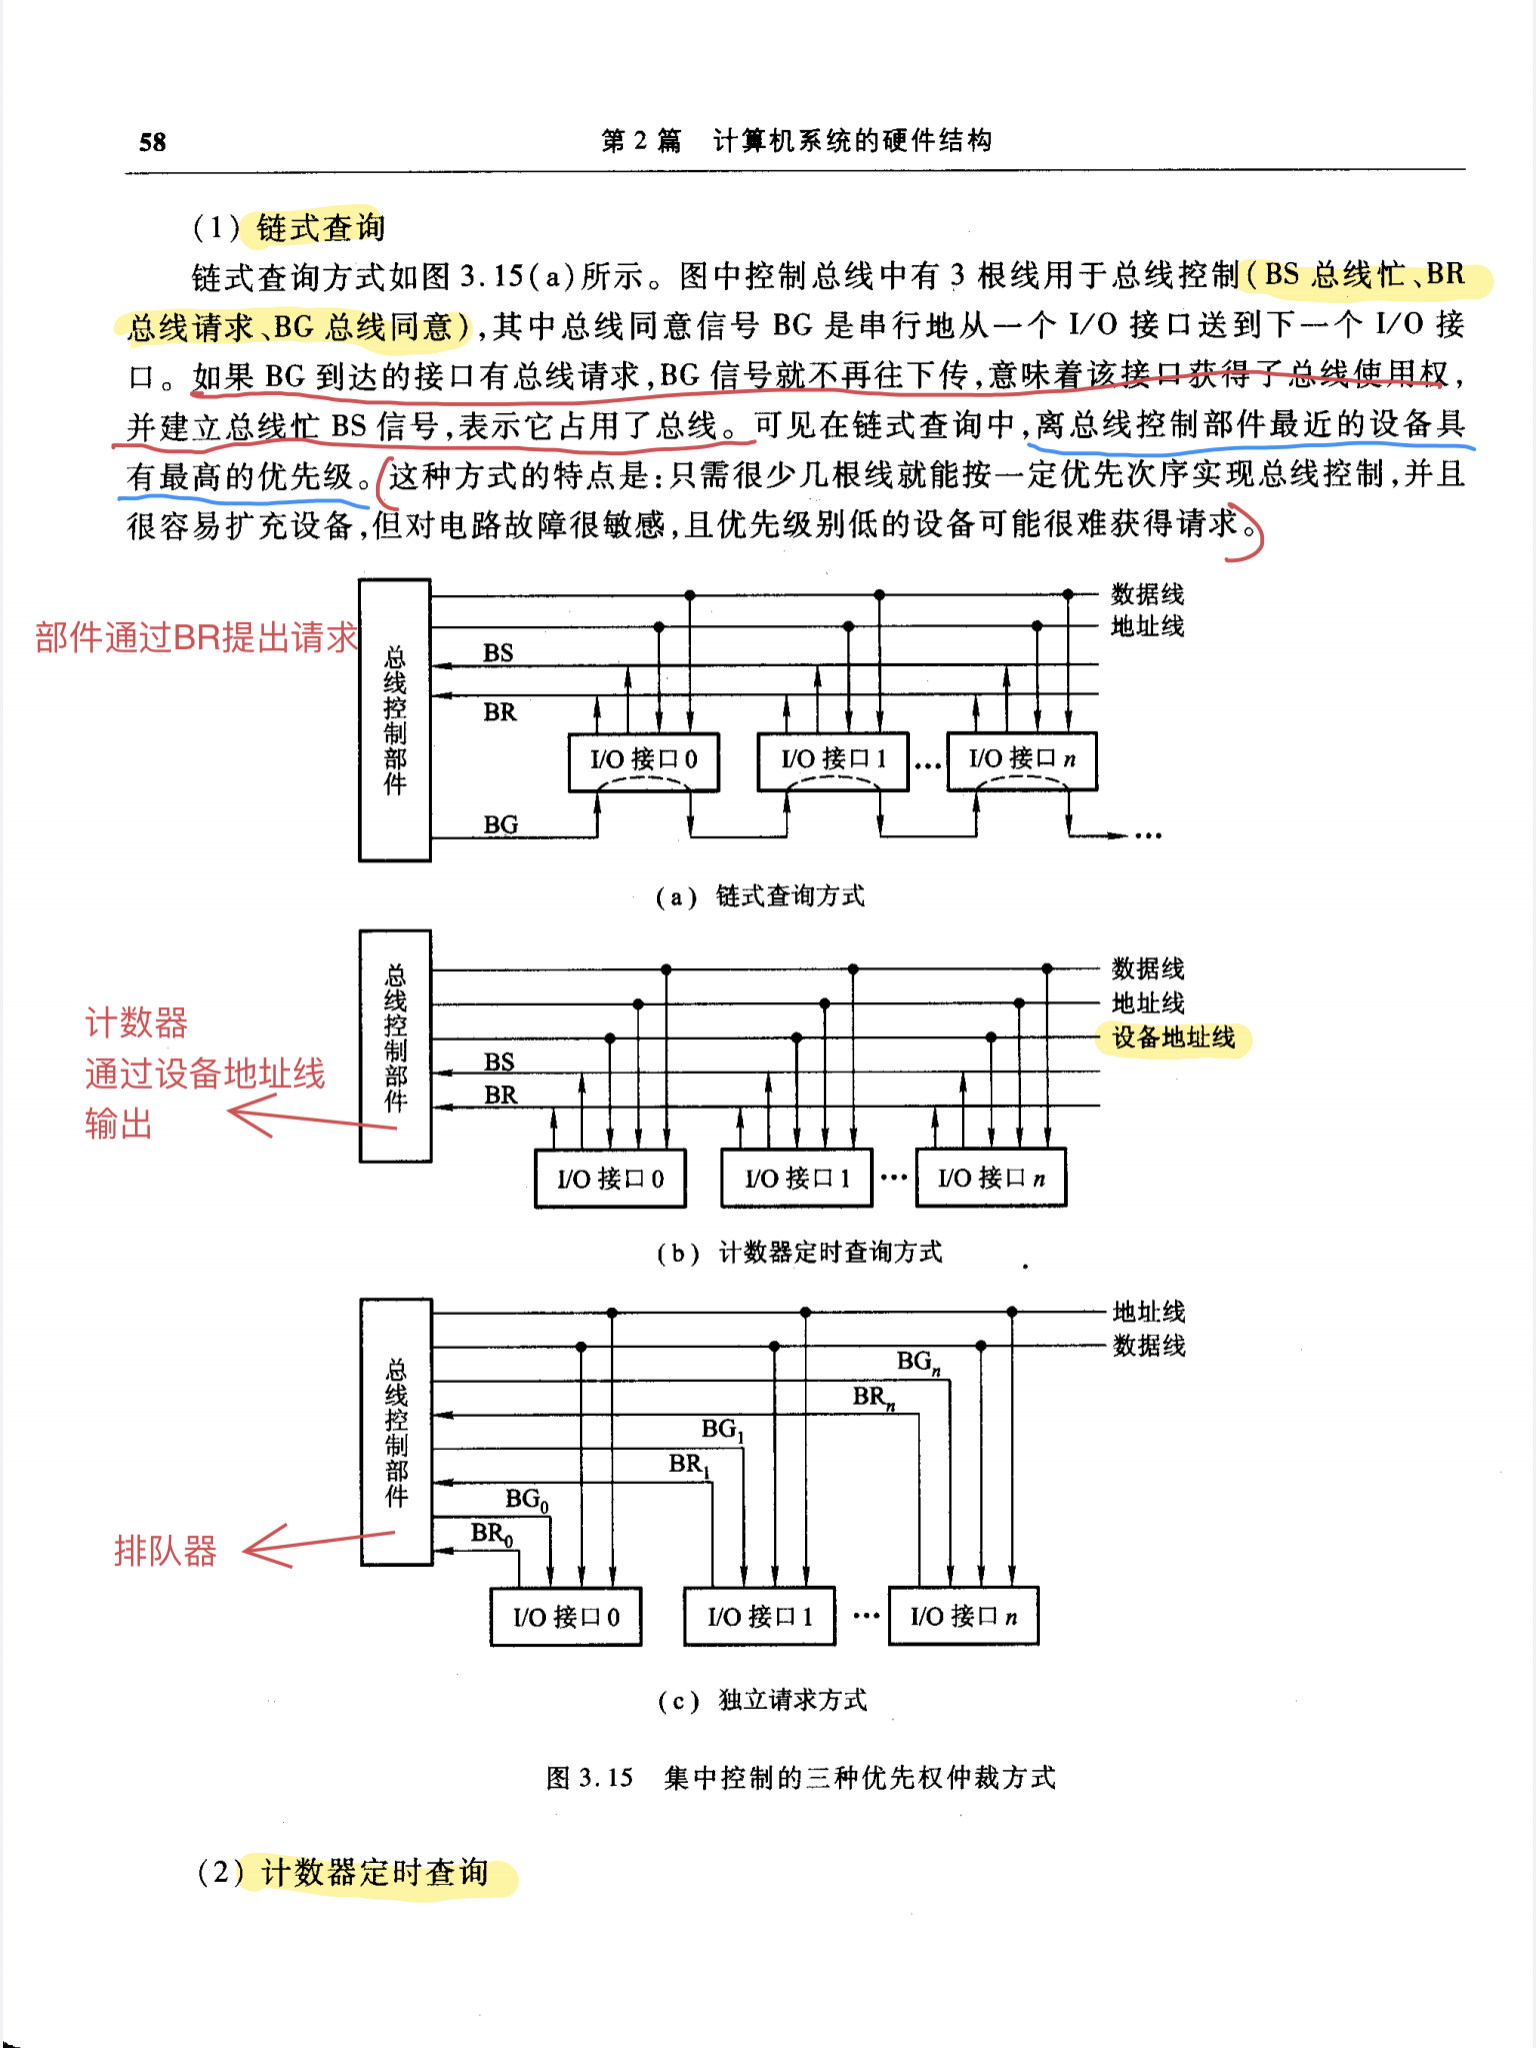 58
第 2 篇 计算机系统的硬件结构
(1) 链式查询
链式查询方式如图 3.15(a)所示。图中控制总线中有 3 根线用于总线控制(BS 总线忙、BR
总线请求、BG 总线同意),其中总线同意信号 BG 是串行地从一个 I/O 接口送到下一个 I/O 接
口。如果 BG 到达的接口有总线请求,BG 信号就不再往下传,意味着该接口获得了总线使用权,
并建立总线忙 BS 信号,表示它占用了总线。可见在链式查询中,离总线控制部件最近的设备具
有最高的优先级。这种方式的特点是:只需很少几根线就能按一定优先次序实现总线控制,并且
很容易扩充设备,但对电路故障很敏感,且优先级别低的设备可能很难获得请求。
部件通过BR提出请求
总线控制部件
数据线
地址线
BS
BR
I/O 接口 0
I/O 接口 1
…
I/O 接口 n
BG
…
(a) 链式查询方式
计数器
通过设备地址线
输出
总线控制部件
数据线
地址线
设备地址线
BS
BR
I/O 接口 0
I/O 接口 1
…
I/O 接口 n
(b) 计数器定时查询方式
排队器
总线控制部件
地址线
数据线
BGn
BRn
BG1
BR1
BG0
BR0
I/O 接口 0
I/O 接口 1
…
I/O 接口 n
(c) 独立请求方式
图 3.15 集中控制的三种优先权仲裁方式
(2) 计数器定时查询